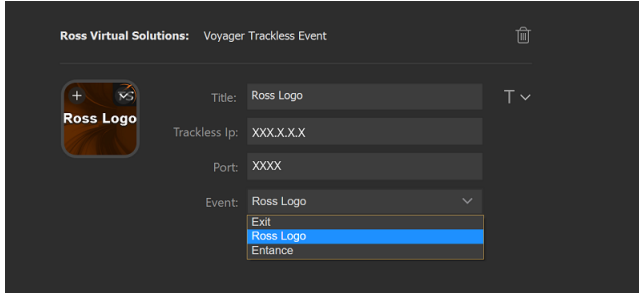 Ross Virtual Solutions: Voyager Trackless Event
Ross Logo
Title: Ross Logo
T
Trackless Ip: XXX.X.X.X
Port: XXXX
Event: Ross Logo
Exit
Ross Logo
Entance